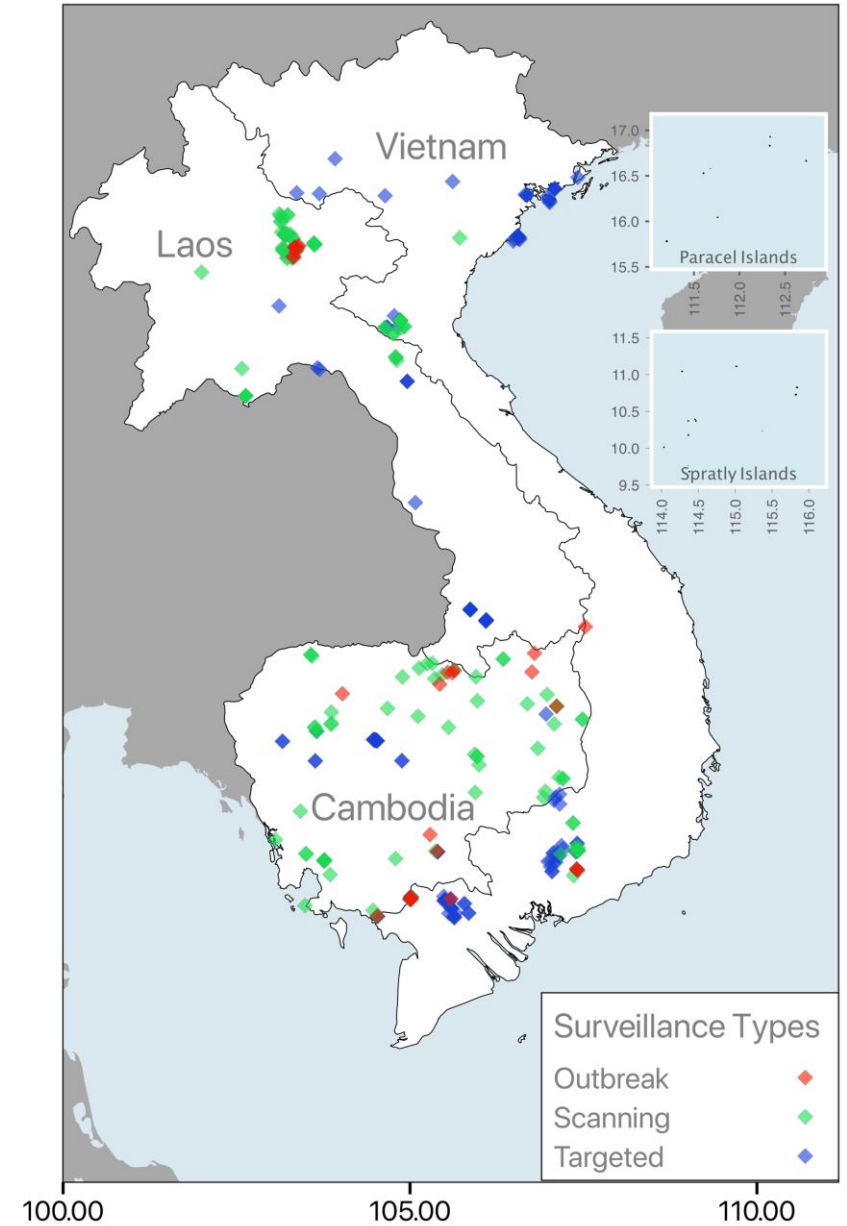 Vietnam
Laos
Cambodia
17.0
16.5
16.0
15.5
Paracel Islands
111.5
112.0
112.5
11.5
11.0
10.5
10.0
9.5
Spratly Islands
114.0
114.5
115.0
115.5
116.0
Surveillance Types
Outbreak
Scanning
Targeted
100.00
105.00
110.00